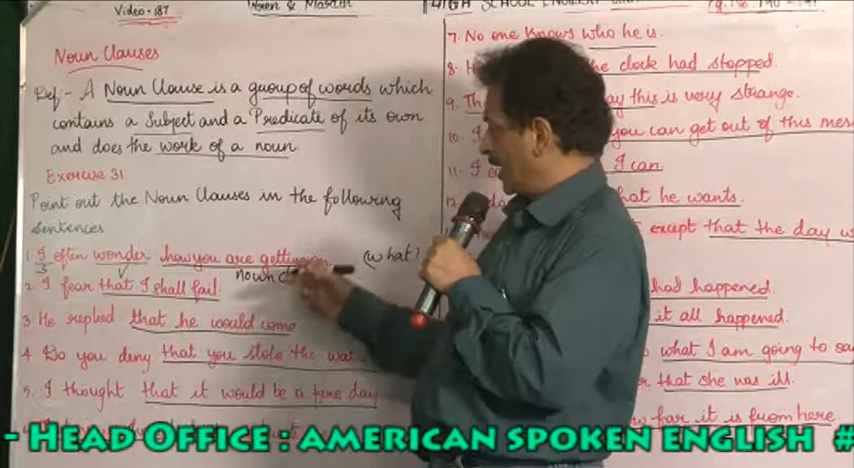 Video - 187
Wren & Martin
HIGH SCHOOL ENGLISH
Noun Clauses
Def:- A Noun Clause is a group of words which
contains a Subject and a Predicate of its own
and does the work of a noun.
Exercise 31
Point out the Noun Clauses in the following
sentences
1. I often wonder how you are getting on (what)
noun
2. I fear that I shall fail.
3 He replied that he would come
4 Do you deny that you stole the
5. I thought that it would be a fine day
7. No one knows who he is.
8. the clock had stopped.
9. this is very strange.
10. you can get out of this
11. I can
12. what he wants.
except that the day
had happened.
it all happened.
what I am going to
that she was ill.
far it is from here.
- HEAD OFFICE : AMERICAN SPOKEN ENGLISH #